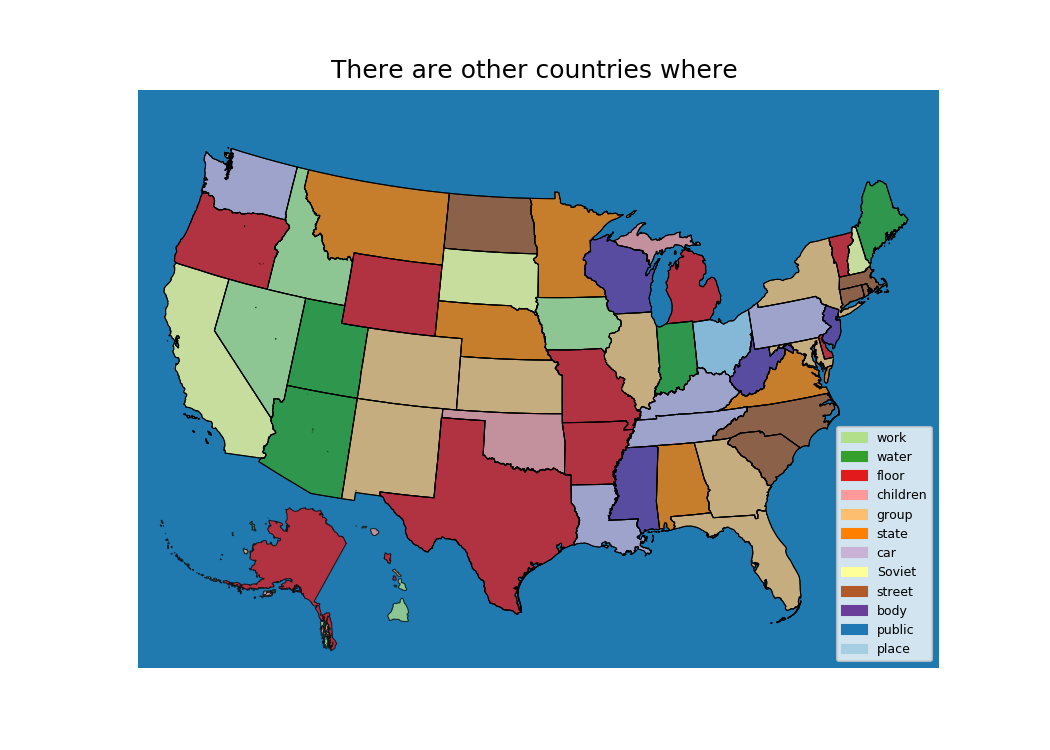 There are other countries where
work
water
floor
children
group
state
car
Soviet
street
body
public
place